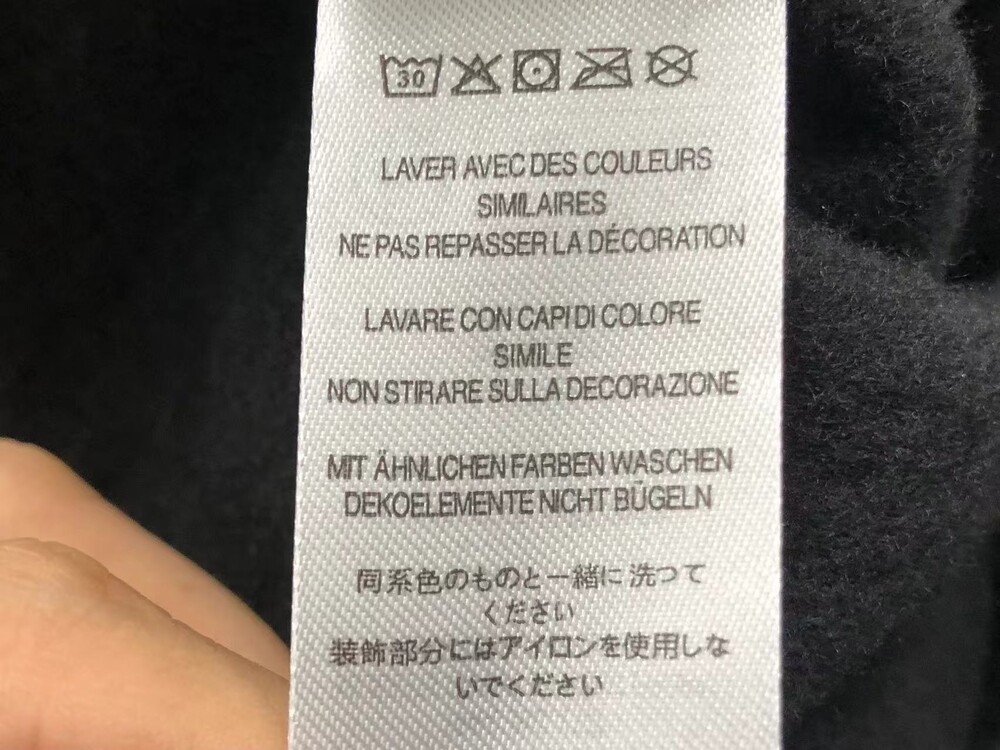 30
LAVER AVEC DES COULEURS
SIMILAIRES
NE PAS REPASSER LA DÉCORATION
LAVARE CON CAPI DI COLORE
SIMILE
NON STIRARE SULLA DECORAZIONE
MIT ÄHNLICHEN FARBEN WASCHEN
DEKOELEMENTE NICHT BÜGELN
同系色のものと一緒に洗って
ください
装飾部分にはアイロンを使用しな
いでください